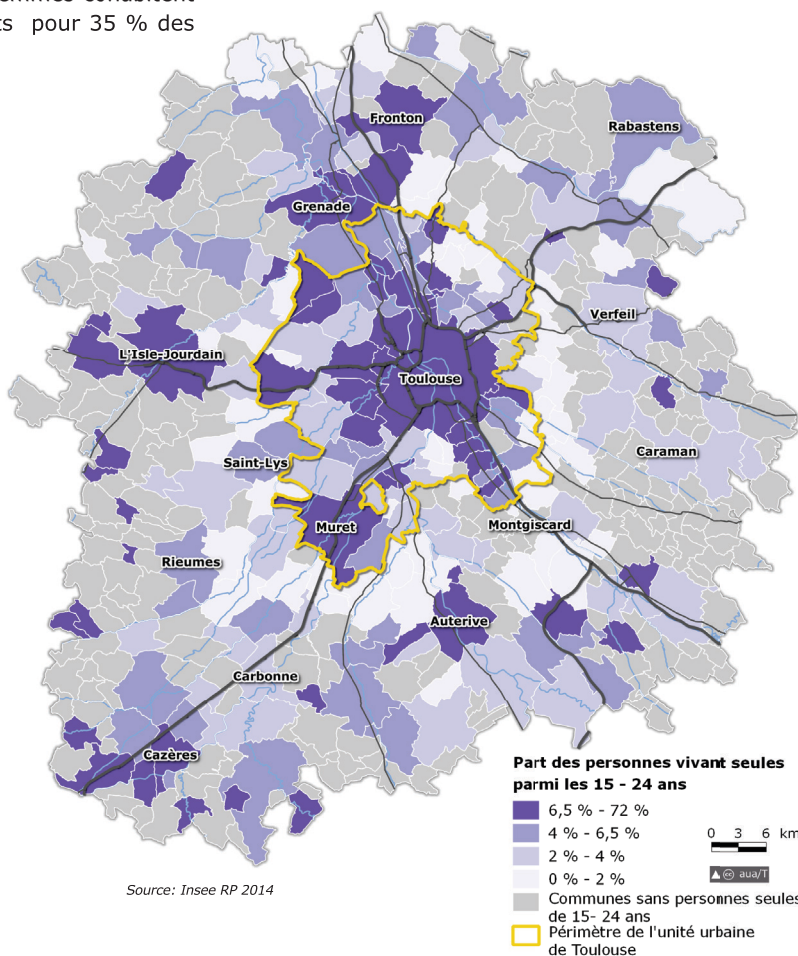 ts pour 35 % des
Fronton
Rabastens
Grenade
Verfeil
L'Isle-Jourdain
Toulouse
Caraman
Saint-Lys
Muret
Montgiscard
Rieumes
Auterive
Carbonne
Cazères
Part des personnes vivant seules
parmi les 15 - 24 ans
6,5 % - 72 %
4 % - 6,5 %
2 % - 4 %
0 % - 2 %
Communes sans personnes seules
de 15- 24 ans
Périmètre de l'unité urbaine
de Toulouse
0 3 6 km
cc aua/T
Source: Insee RP 2014